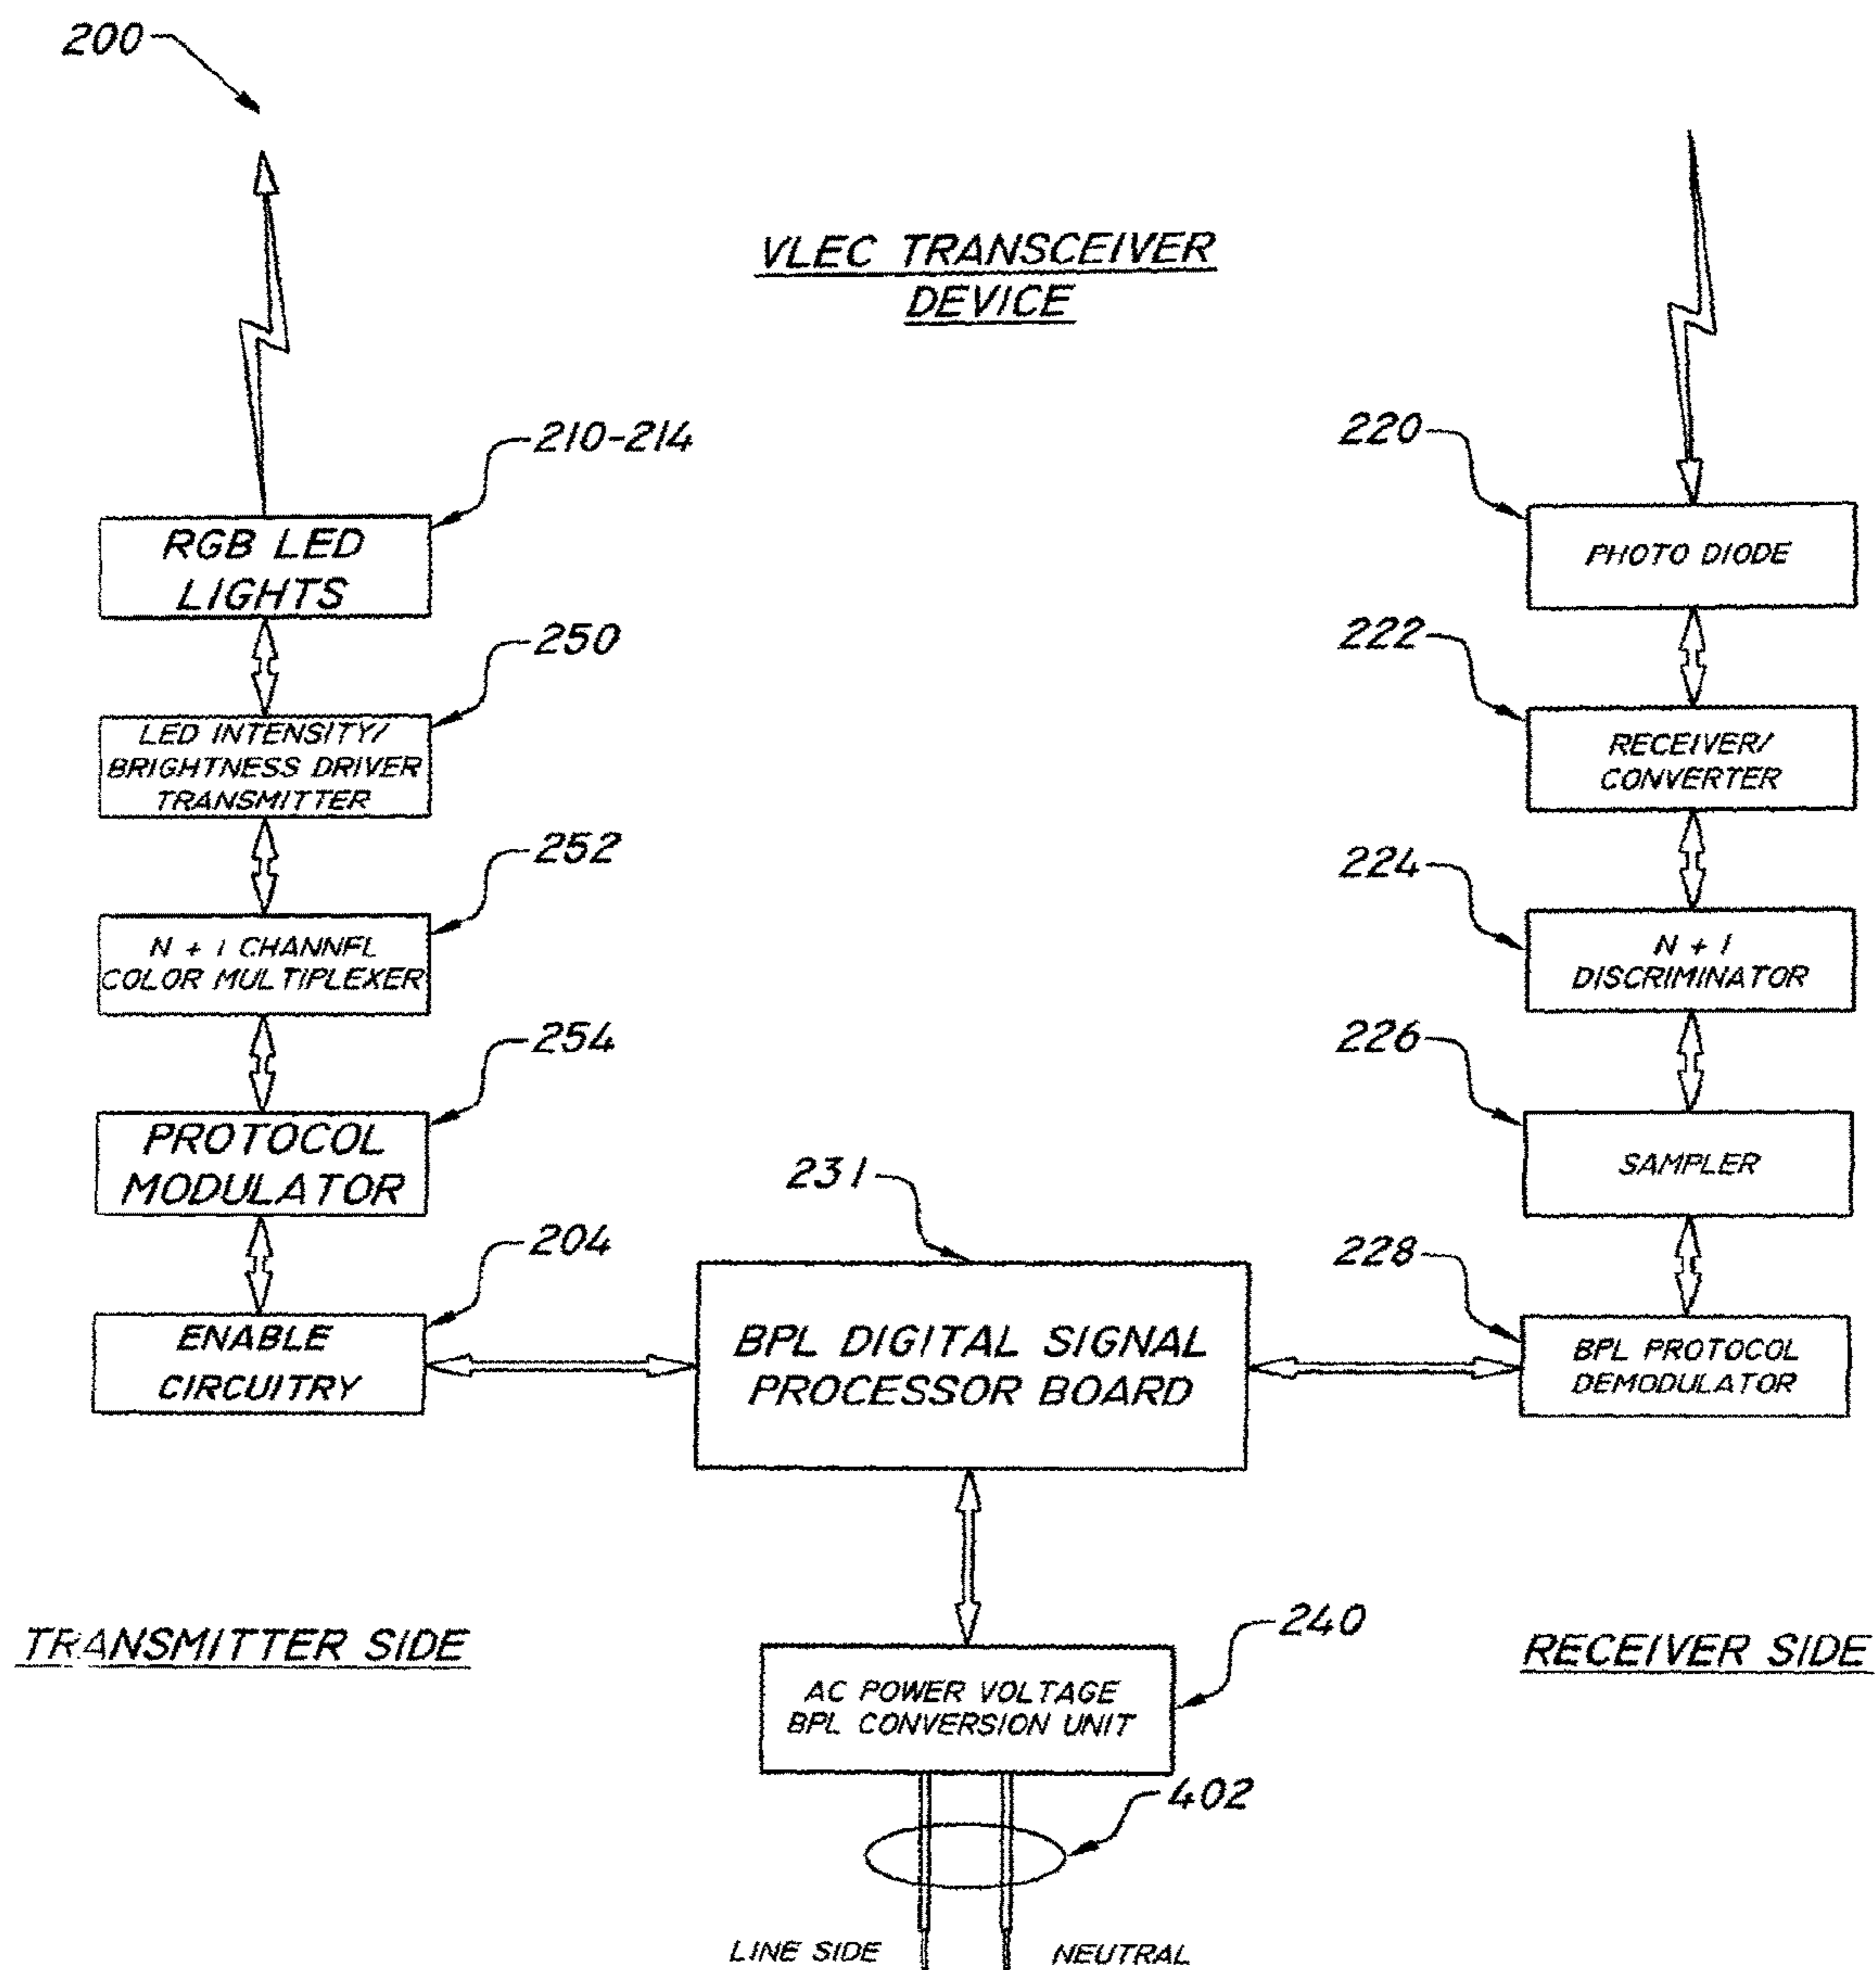 200
VLEC TRANSCEIVER
DEVICE
210-214
RGB LED
LIGHTS
250
LED INTENSITY/
BRIGHTNESS DRIVER
TRANSMITTER
252
N + 1 CHANNEL
COLOR MULTIPLEXER
254
PROTOCOL
MODULATOR
204
ENABLE
CIRCUITRY
231
BPL DIGITAL SIGNAL
PROCESSOR BOARD
220
PHOTO DIODE
222
RECEIVER/
CONVERTER
224
N + 1
DISCRIMINATOR
226
SAMPLER
228
BPL PROTOCOL
DEMODULATOR
TRANSMITTER SIDE
240
AC POWER VOLTAGE
BPL CONVERSION UNIT
RECEIVER SIDE
402
LINE SIDE
NEUTRAL